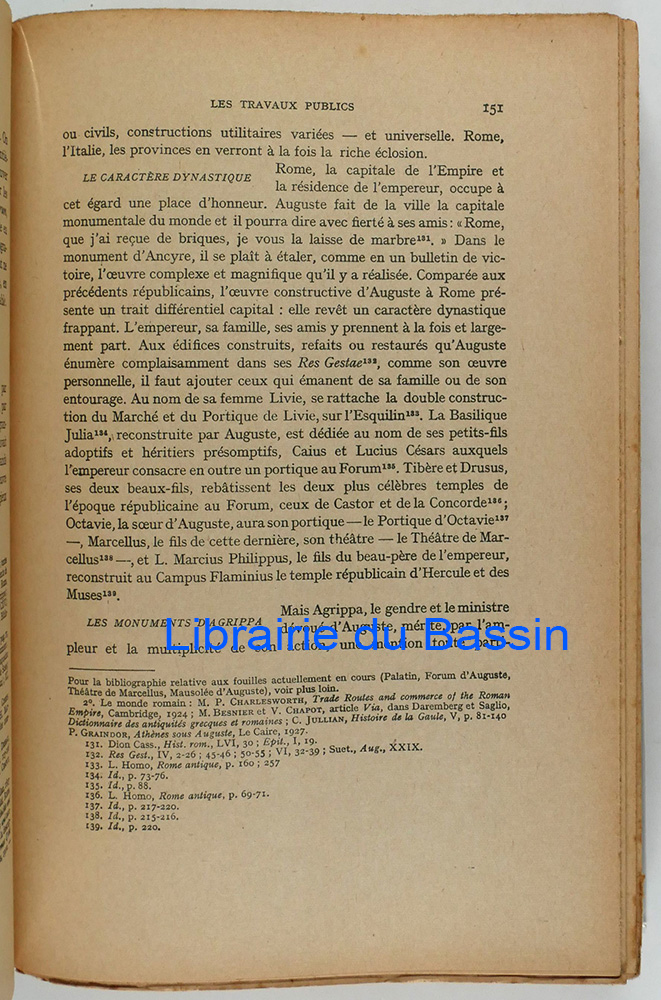 LES TRAVAUX PUBLICS 151
ou civils, constructions utilitaires variées — et universelle. Rome,
l'Italie, les provinces en verront à la fois la riche éclosion.
LE CARACTÈRE DYNASTIQUE
Rome, la capitale de l'Empire et
la résidence de l'empereur, occupe à
cet égard une place d'honneur. Auguste fait de la ville la capitale
monumentale du monde et il pourra dire avec fierté à ses amis : « Rome,
que j'ai reçue de briques, je vous la laisse de marbre¹³¹. » Dans le
monument d'Ancyre, il se plaît à étaler, comme en un bulletin de vic-
toire, l'œuvre complexe et magnifique qu'il y a réalisée. Comparée aux
précédents républicains, l'œuvre constructive d'Auguste à Rome pré-
sente un trait différentiel capital : elle revêt un caractère dynastique
frappant. L'empereur, sa famille, ses amis y prennent à la fois et large-
ment part. Aux édifices construits, refaits ou restaurés qu'Auguste
énumère complaisamment dans ses Res Gestae¹³², comme son œuvre
personnelle, il faut ajouter ceux qui émanent de sa famille ou de son
entourage. Au nom de sa femme Livie, se rattache la double construc-
tion du Marché et du Portique de Livie, sur l'Esquilin¹³³. La Basilique
Julia¹³⁴, reconstruite par Auguste, est dédiée au nom de ses petits-fils
adoptifs et héritiers présomptifs, Caius et Lucius Césars auxquels
l'empereur consacre en outre un portique au Forum¹³⁵. Tibère et Drusus,
ses deux beaux-fils, rebâtissent les deux plus célèbres temples de
l'époque républicaine au Forum, ceux de Castor et de la Concorde¹³⁶ ;
Octavie, la sœur d'Auguste, aura son portique — le Portique d'Octavie¹³⁷
—, Marcellus, le fils de cette dernière, son théâtre — le Théâtre de Mar-
cellus¹³⁸ —, et L. Marcius Philippus, le fils du beau-père de l'empereur,
reconstruit au Campus Flaminius le temple républicain d'Hercule et des
Muses¹³⁹.
LES MONUMENTS D'AGRIPPA
Mais Agrippa, le gendre et le ministre
dévoué d'Auguste, mérite, par l'am-
Librairie du Bassin
pleur et la multiplicité de une mention toute
Pour la bibliographie relative aux fouilles actuellement en cours (Palatin, Forum d'Auguste,
Théâtre de Marcellus, Mausolée d'Auguste), voir plus loin.
2º. Le monde romain : M. P. CHARLESWORTH, Trade Routes and commerce of the Roman
Empire, Cambridge, 1924 ; M. BESNIER et V. CHAPOT, article Via, dans Daremberg et Saglio,
Dictionnaire des antiquités grecques et romaines ; C. JULLIAN, Histoire de la Gaule, V, p. 81-140
P. GRAINDOR, Athènes sous Auguste, Le Caire, 1927.
131. Dion Cass., Hist. rom., LVI, 30 ; Epit., I, 19.
132. Res Gest., IV, 2-26 ; 45-46 ; 50-55 ; VI, 32-39 ; Suet., Aug., XXIX.
133. L. Homo, Rome antique, p. 160 ; 257
134. Id., p. 73-76.
135. Id., p. 88.
136. L. Homo, Rome antique, p. 69-71.
137. Id., p. 217-220.
138. Id., p. 215-216.
139. Id., p. 220.